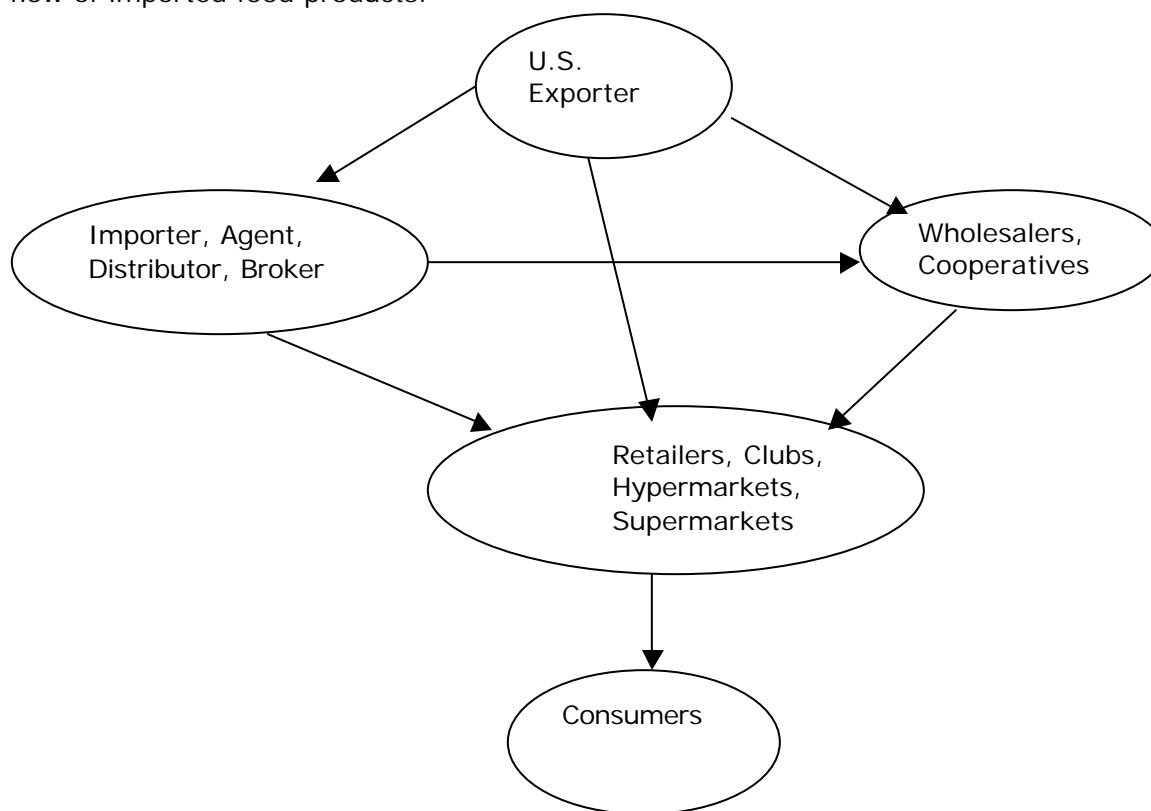 flow of imported food products.
U.S.
Exporter
Importer, Agent,
Distributor, Broker
Wholesalers,
Cooperatives
Retailers, Clubs,
Hypermarkets,
Supermarkets
Consumers